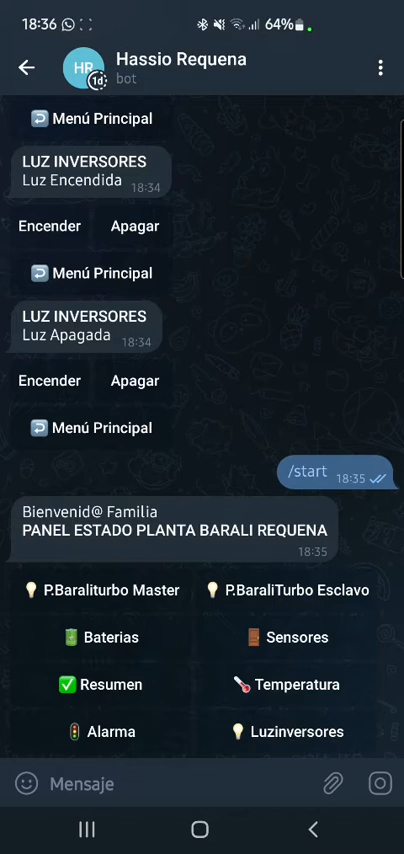 18:36 64%
HR Hassio Requena
1d bot
Menú Principal
LUZ INVERSORES
Luz Encendida 18:34
Encender Apagar
Menú Principal
LUZ INVERSORES
Luz Apagada 18:34
Encender Apagar
Menú Principal
/start 18:35
Bienvenid@ Familia
PANEL ESTADO PLANTA BARALI REQUENA
18:35
P.Baraliturbo Master P.BaraliTurbo Esclavo
Baterias Sensores
Resumen Temperatura
Alarma Luzinversores
Mensaje